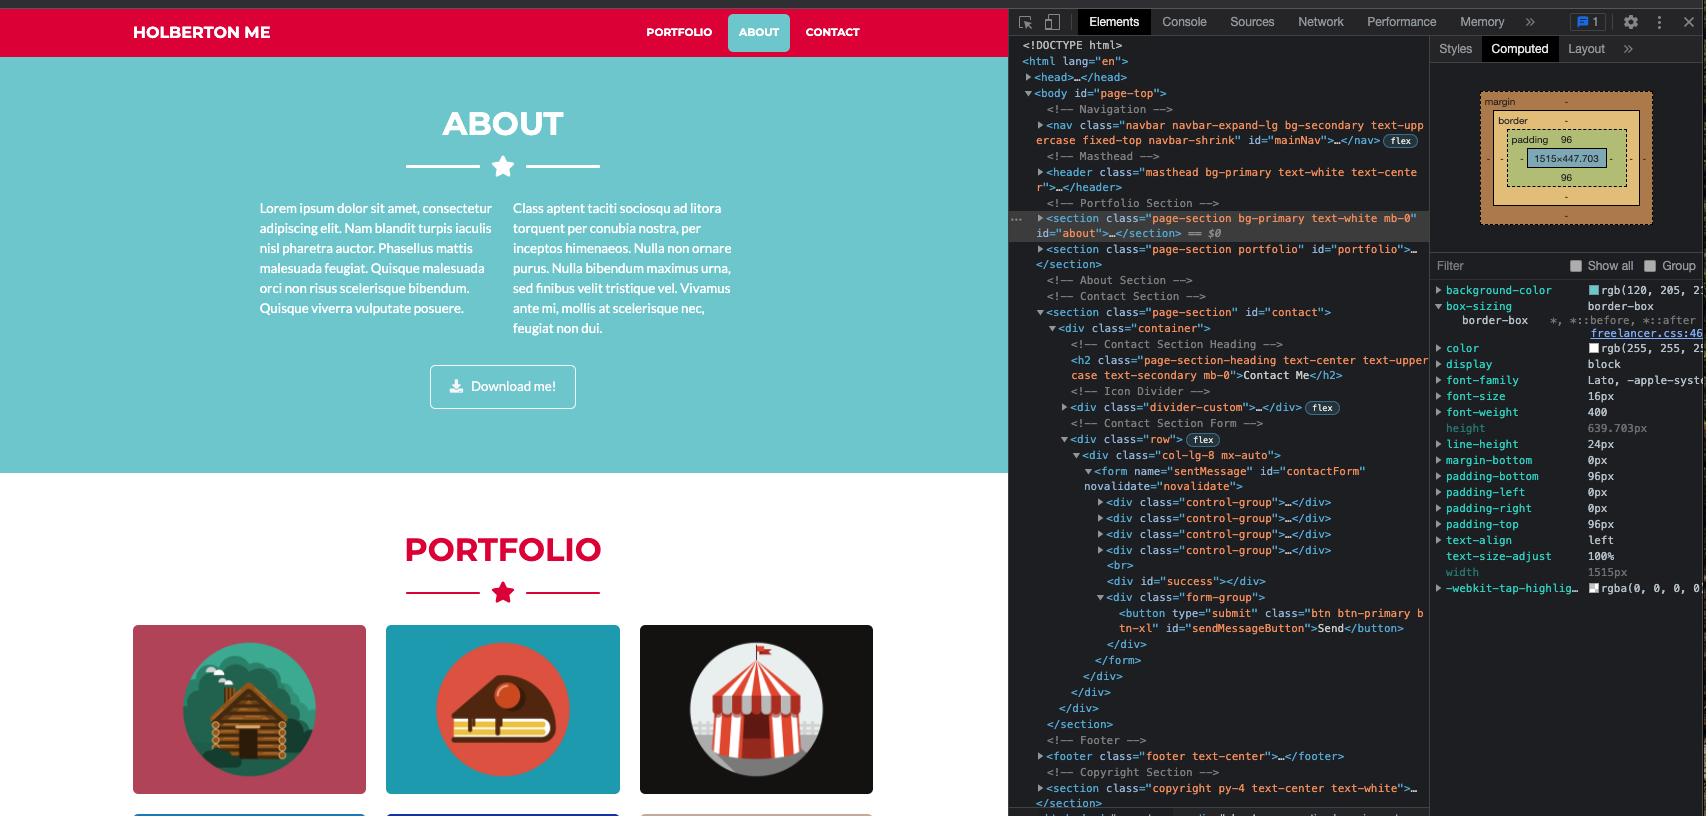 HOLBERTON ME
PORTFOLIO ABOUT CONTACT
ABOUT
Lorem ipsum dolor sit amet, consectetur
adipiscing elit. Nam blandit turpis iaculis
nisl pharetra auctor. Phasellus mattis
malesuada feugiat. Quisque malesuada
orci non risus scelerisque bibendum.
Quisque viverra vulputate posuere.
Class aptent taciti sociosqu ad litora
torquent per conubia nostra, per
inceptos himenaeos. Nulla non ornare
purus. Nulla bibendum maximus urna,
sed finibus velit tristique vel. Vivamus
ante mi, mollis at scelerisque nec,
feugiat non dui.
Download me!
PORTFOLIO
Elements Console Sources Network Performance Memory » 1
<!DOCTYPE html>
<html lang="en">
<head>…</head>
<body id="page-top">
<!-- Navigation -->
<nav class="navbar navbar-expand-lg bg-secondary text-upp
ercase fixed-top navbar-shrink" id="mainNav">…</nav> flex
<!-- Masthead -->
<header class="masthead bg-primary text-white text-cente
r">…</header>
<!-- Portfolio Section -->
… <section class="page-section bg-primary text-white mb-0"
id="about">…</section> == $0
<section class="page-section portfolio" id="portfolio">…
</section>
<!-- About Section -->
<!-- Contact Section -->
<section class="page-section" id="contact">
<div class="container">
<!-- Contact Section Heading -->
<h2 class="page-section-heading text-center text-upper
case text-secondary mb-0">Contact Me</h2>
<!-- Icon Divider -->
<div class="divider-custom">…</div> flex
<!-- Contact Section Form -->
<div class="row"> flex
<div class="col-lg-8 mx-auto">
<form name="sentMessage" id="contactForm"
novalidate="novalidate">
<div class="control-group">…</div>
<div class="control-group">…</div>
<div class="control-group">…</div>
<div class="control-group">…</div>
<br>
<div id="success"></div>
<div class="form-group">
<button type="submit" class="btn btn-primary b
tn-xl" id="sendMessageButton">Send</button>
</div>
</form>
</div>
</div>
</div>
</section>
<!-- Footer -->
<footer class="footer text-center">…</footer>
<!-- Copyright Section -->
<section class="copyright py-4 text-center text-white">…
</section>
Styles Computed Layout »
margin -
border -
padding 96
- - - 1515×447.703 - - -
96
-
-
Filter Show all Group
background-color rgb(120, 205, 2
box-sizing border-box
border-box *, *::before, *::after
freelancer.css:46
color rgb(255, 255, 25
display block
font-family Lato, -apple-syste
font-size 16px
font-weight 400
height 639.703px
line-height 24px
margin-bottom 0px
padding-bottom 96px
padding-left 0px
padding-right 0px
padding-top 96px
text-align left
text-size-adjust 100%
width 1515px
-webkit-tap-highlig… rgba(0, 0, 0, 0